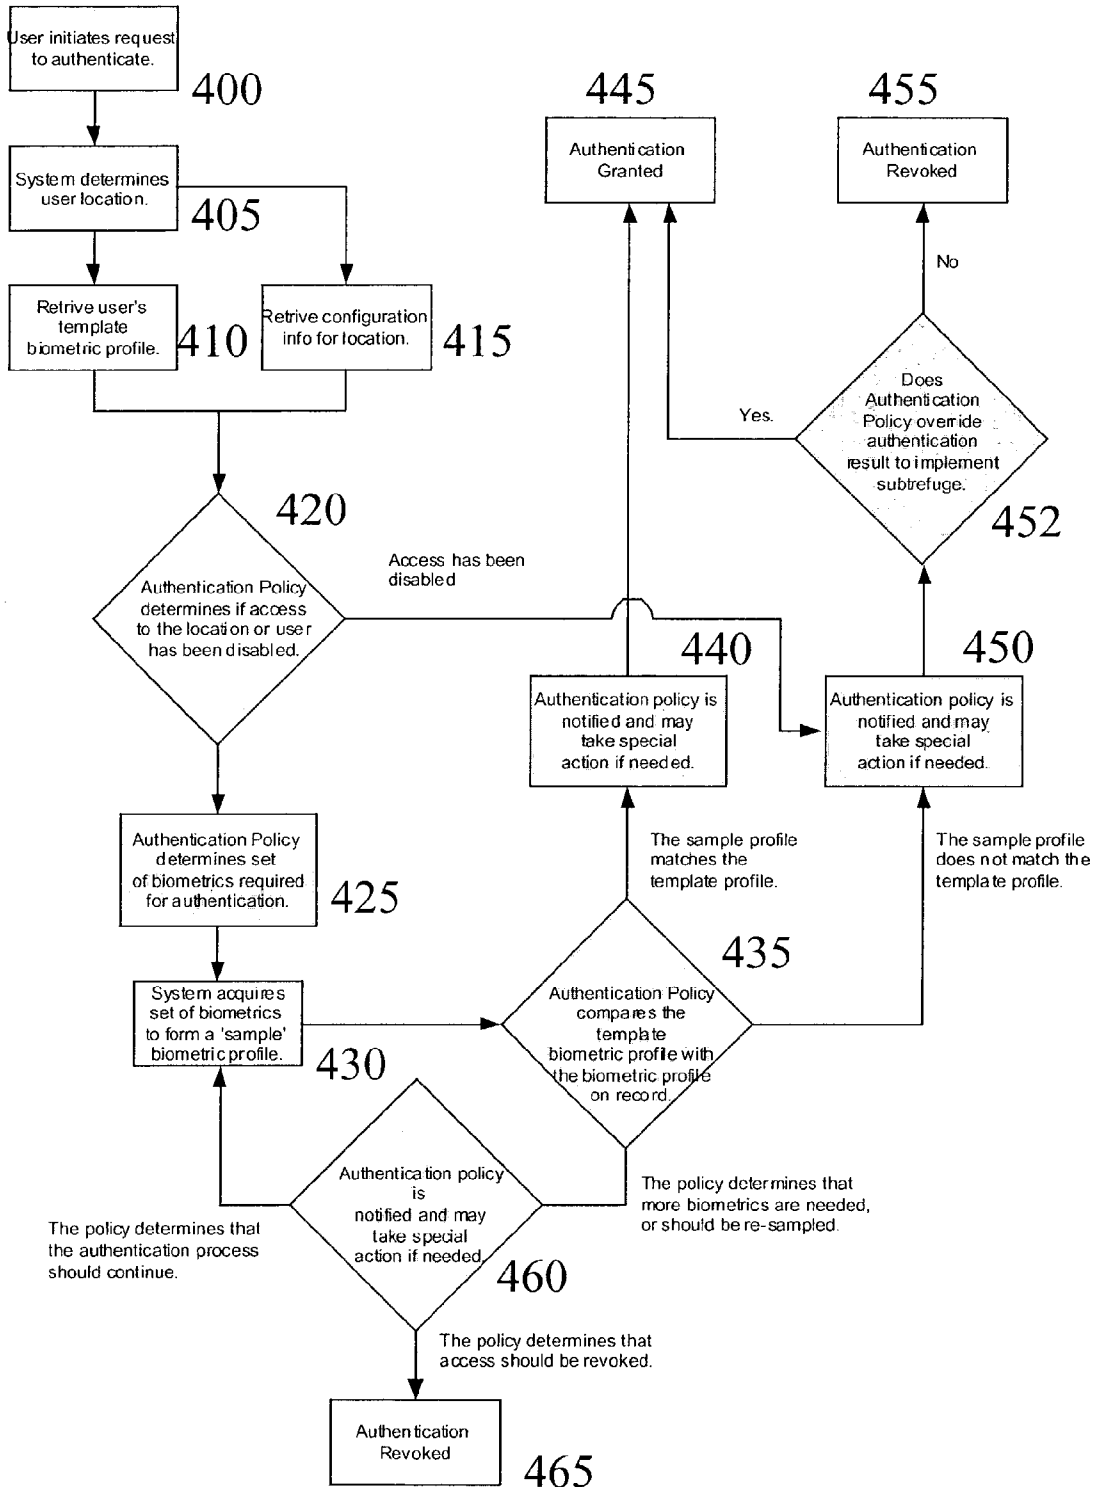 User initiates request
to authenticate.
400
System determines
user location.
405
Retrive user's
template
biometric profile.
410
Retrive configuration
info for location.
415
420
Authentication Policy
determines if access
to the location or user
has been disabled.
Access has been
disabled
Authentication Policy
determines set
of biometrics required
for authentication.
425
System acquires
set of biometrics
to form a 'sample'
biometric profile.
430
435
Authentication Policy
compares the
template
biometric profile with
the biometric profile
on record.
The sample profile
matches the
template profile.
440
Authentication policy is
notified and may
take special
action if needed.
445
Authentication
Granted
The sample profile
does not match the
template profile.
450
Authentication policy is
notified and may
take special
action if needed.
Does
Authentication
Policy override
authentication
result to implement
subtrefuge.
452
Yes.
No
455
Authentication
Revoked
The policy determines that
more biometrics are needed,
or should be re-sampled.
Authentication policy
is
notified and may
take special
action if needed.
460
The policy determines that
the authentication process
should continue.
The policy determines that
access should be revoked.
Authentication
Revoked
465